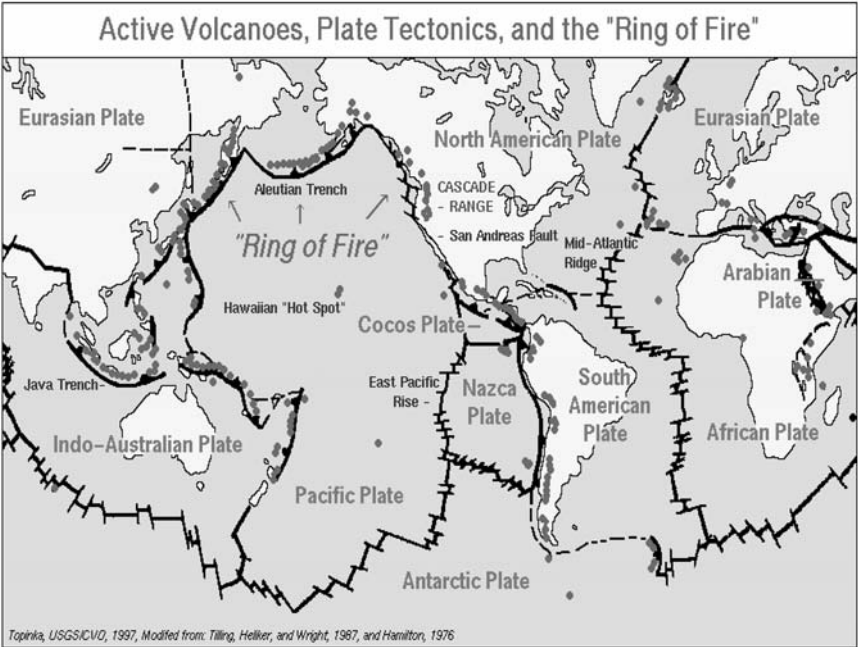 Active Volcanoes, Plate Tectonics, and the "Ring of Fire"
Eurasian Plate
North American Plate
Eurasian Plate
Aleutian Trench
CASCADE
- RANGE
"Ring of Fire"
- San Andreas Fault
Mid-Atlantic
Ridge
Arabian
Plate
Hawaiian "Hot Spot"
Cocos Plate
Java Trench-
East Pacific
Rise -
Nazca
Plate
South
American
Plate
Indo-Australian Plate
African Plate
Pacific Plate
Antarctic Plate
Topinka, USGS/CVO, 1997, Modifed from: Tilling, Heliker, and Wright, 1987, and Hamilton, 1976